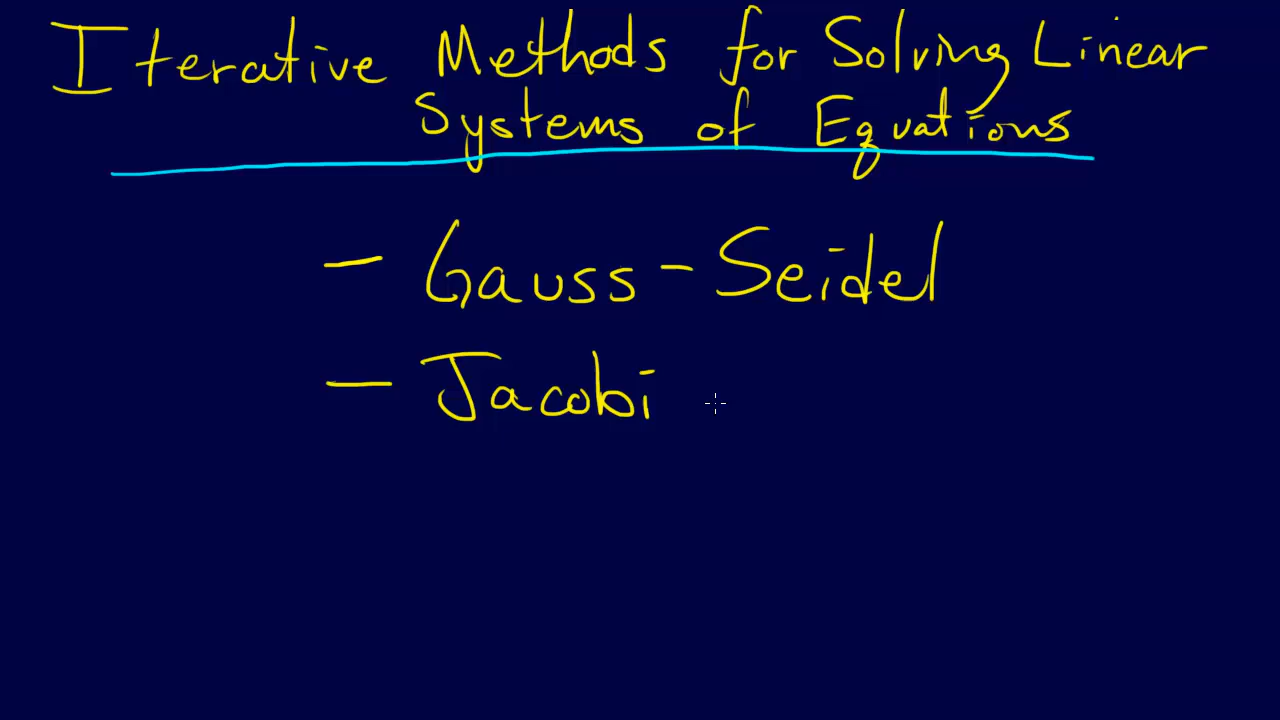 Iterative Methods for Solving Linear
Systems of Equations
- Gauss-Seidel
- Jacobi